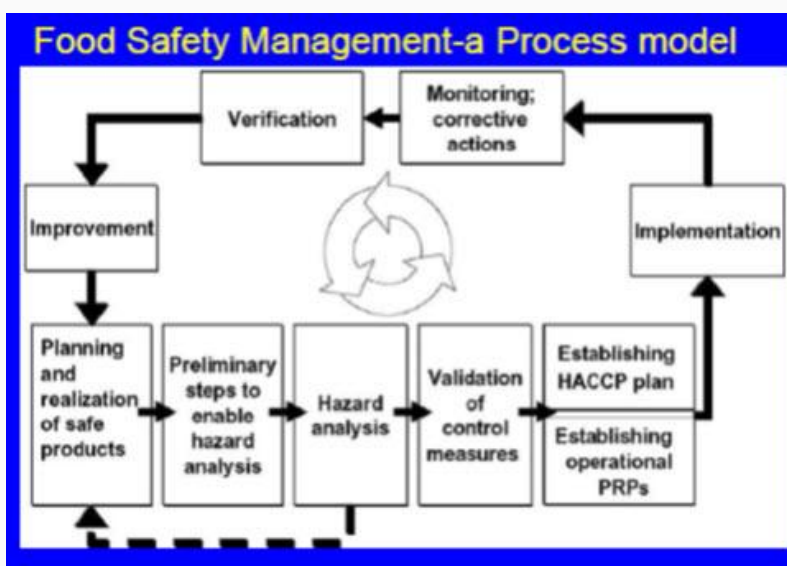 Food Safety Management-a Process model
Verification
Monitoring;
corrective
actions
Improvement
Implementation
Planning
and
realization
of safe
products
Preliminary
steps to
enable
hazard
analysis
Hazard
analysis
Validation
of
control
measures
Establishing
HACCP plan
Establishing
operational
PRPs